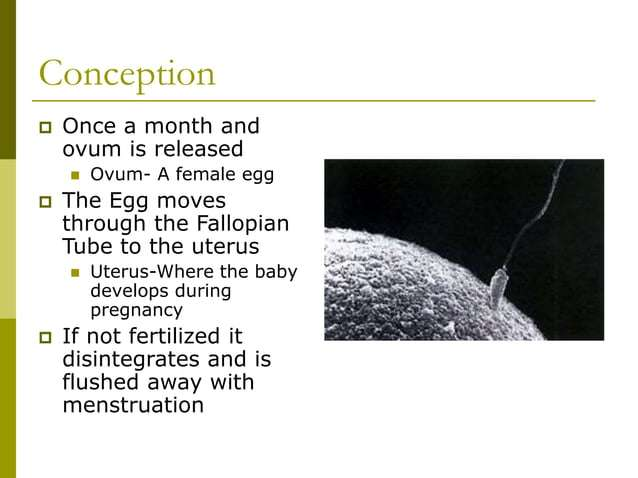 Conception
Once a month and
ovum is released
Ovum- A female egg
The Egg moves
through the Fallopian
Tube to the uterus
Uterus-Where the baby
develops during
pregnancy
If not fertilized it
disintegrates and is
flushed away with
menstruation